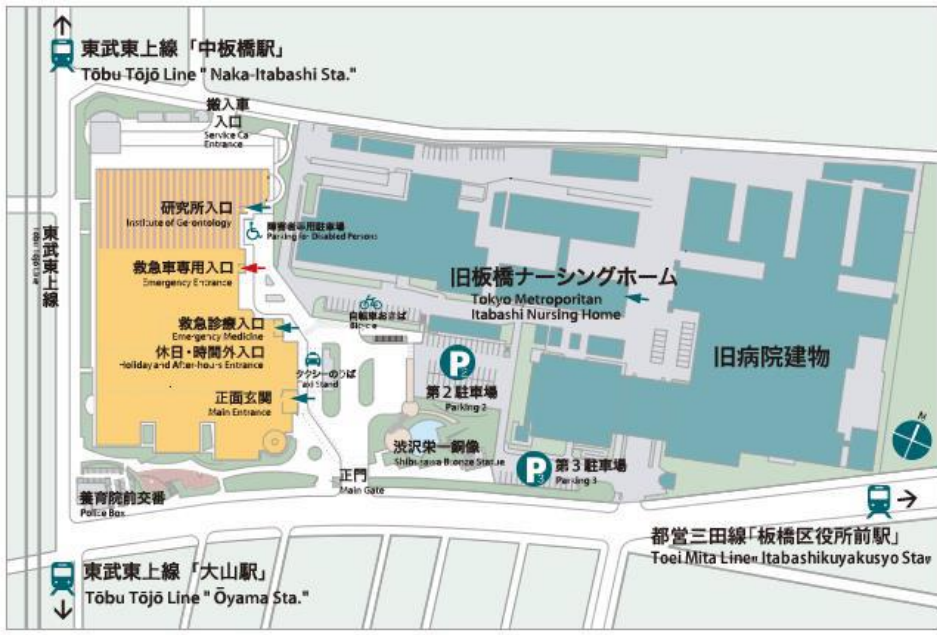 東武東上線「中板橋駅」
Tōbu Tōjō Line " Naka-Itabashi Sta."
搬入車
入口
Service Ca
Entrance
研究所入口
Institute of Gerontology
障害者専用駐車場
Parking for Disabled Persons
東武東上線
Tobu Tojo Line
救急車専用入口
Emergency Entrance
旧板橋ナーシングホーム
Tokyo Metroporitan
Itabashi Nursing Home
自転車おきば
Bicycle
救急診療入口
Emergency Medicine
休日・時間外入口
Holiday and After-hours Entrance
旧病院建物
タクシーのりば
Taxi Stand
P2
第2駐車場
Parking 2
正面玄関
Main Entrance
N
渋沢栄一銅像
Shibusawa Bronze Statue
P3
第3駐車場
Parking 3
正門
Main Gate
養育院前交番
Police Box
都営三田線「板橋区役所前駅」
Toei Mita Line" Itabashikuyakusyo Sta"
東武東上線「大山駅」
Tōbu Tōjō Line " Ōyama Sta."